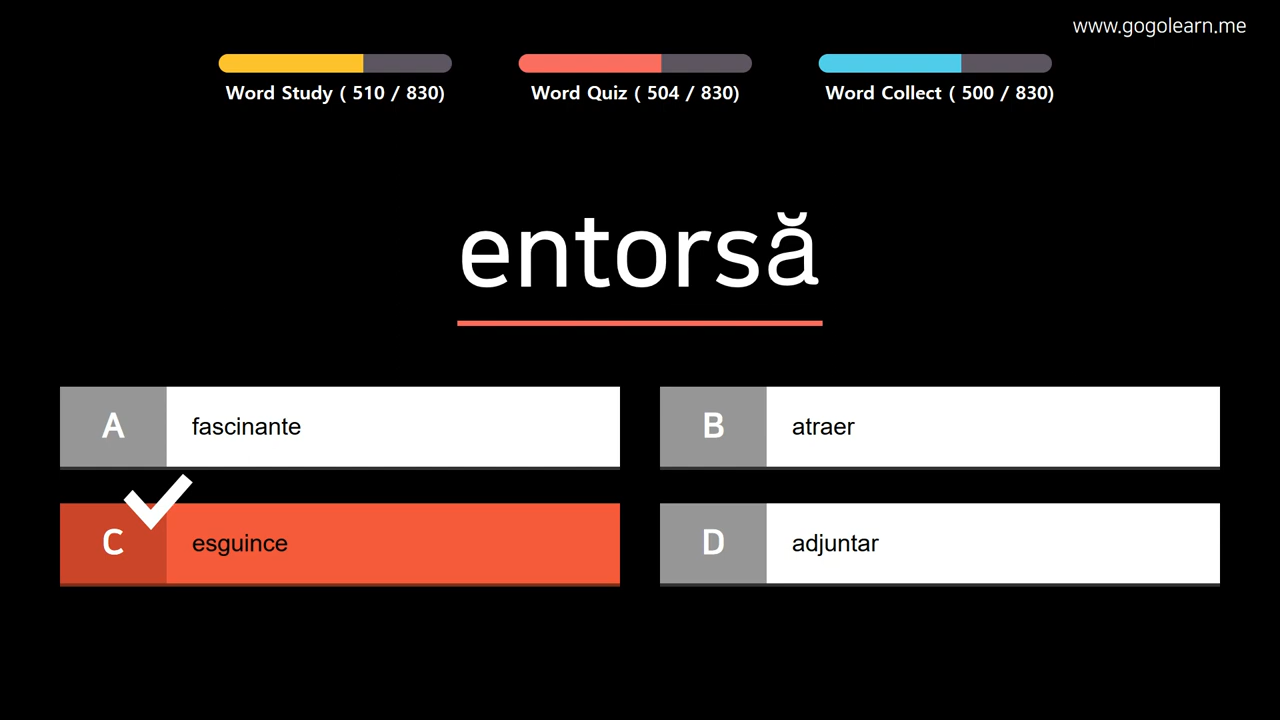 www.gogolearn.me
Word Study ( 510 / 830)
Word Quiz ( 504 / 830)
Word Collect ( 500 / 830)
entorsă
A fascinante
B atraer
C esguince
D adjuntar